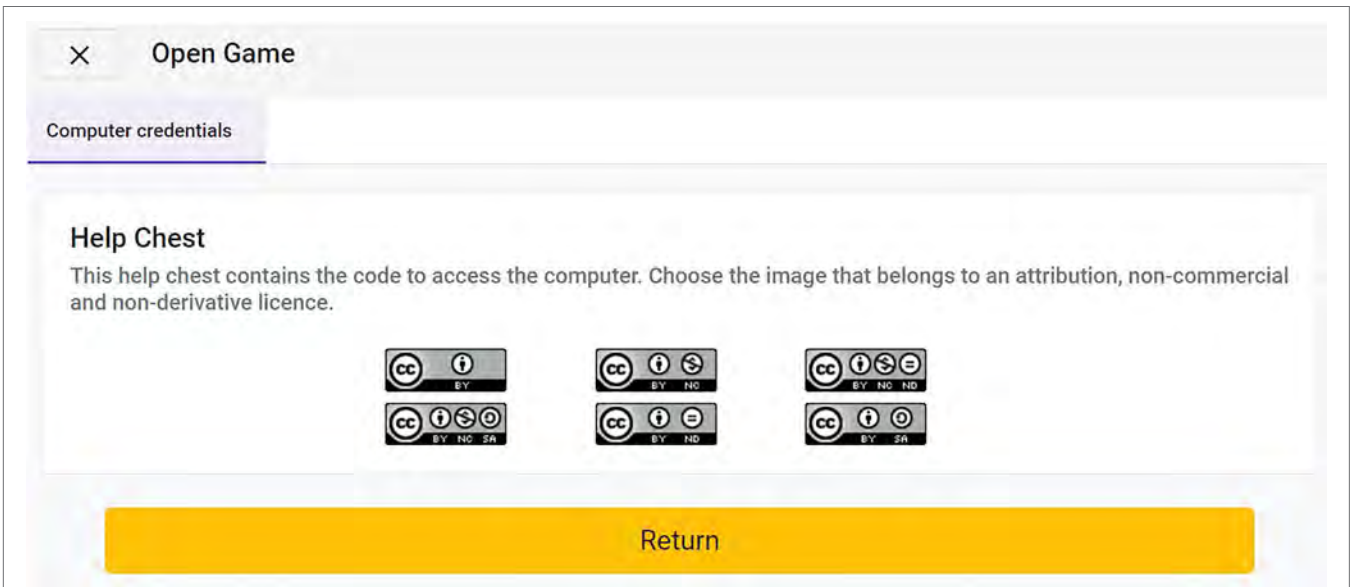 Open Game
Computer credentials
Help Chest
This help chest contains the code to access the computer. Choose the image that belongs to an attribution, non-commercial
and non-derivative licence.
cc BY
cc BY NC
cc BY NC ND
cc BY NC SA
cc BY ND
cc BY SA
Return